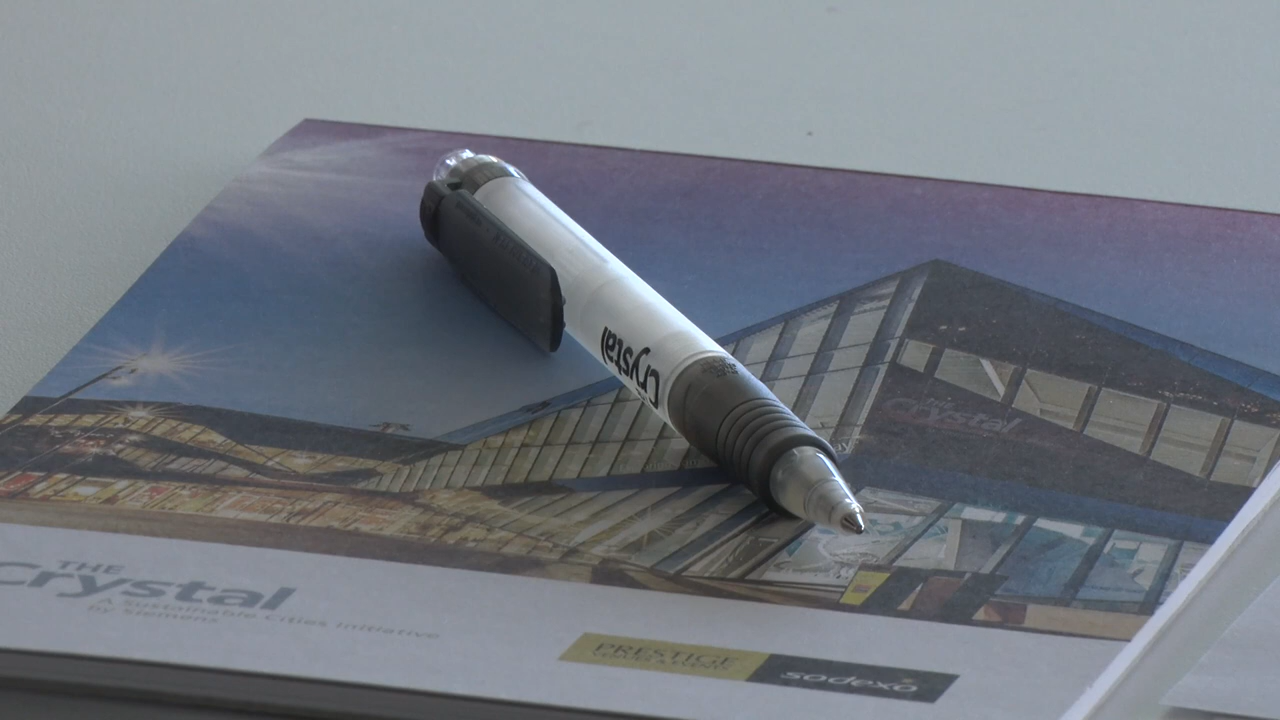 Crystal
Crystal
THE
Crystal
A Sustainable Cities Initiative
by Siemens
PRESTIGE
sodexo